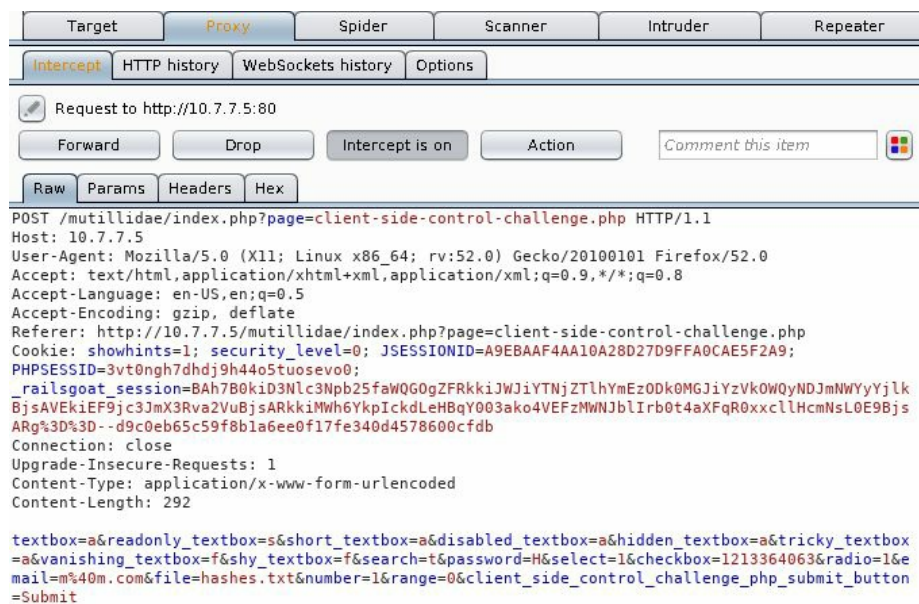 Target Proxy Spider Scanner Intruder Repeater
Intercept HTTP history WebSockets history Options
Request to http://10.7.7.5:80
Forward Drop Intercept is on Action Comment this item
Raw Params Headers Hex
POST /mutillidae/index.php?page=client-side-control-challenge.php HTTP/1.1
Host: 10.7.7.5
User-Agent: Mozilla/5.0 (X11; Linux x86_64; rv:52.0) Gecko/20100101 Firefox/52.0
Accept: text/html,application/xhtml+xml,application/xml;q=0.9,*/*;q=0.8
Accept-Language: en-US,en;q=0.5
Accept-Encoding: gzip, deflate
Referer: http://10.7.7.5/mutillidae/index.php?page=client-side-control-challenge.php
Cookie: showhints=1; security_level=0; JSESSIONID=A9EBAAF4AA10A28D27D9FFA0CAE5F2A9;
PHPSESSID=3vt0ngh7dhdj9h44o5tuosevo0;
_railsgoat_session=BAh7B0kiD3Nlc3Npb25faWQGOgZFRkkiJWJiYTNjZTlhYmEzODk0MGJiYzVkOWQyNDJmNWYyYjlk
BjsAVEkiEF9jc3JmX3Rva2VuBjsARkkiMWh6YkpIckdLeHBqY003ako4VEFzMWNJblIrb0t4aXFqR0xxcllHcmNsL0E9Bjs
ARg%3D%3D--d9c0eb65c59f8b1a6ee0f17fe340d4578600cfdb
Connection: close
Upgrade-Insecure-Requests: 1
Content-Type: application/x-www-form-urlencoded
Content-Length: 292
textbox=a&readonly_textbox=s&short_textbox=a&disabled_textbox=a&hidden_textbox=a&tricky_textbox
=a&vanishing_textbox=f&shy_textbox=f&search=t&password=H&select=1&checkbox=1213364063&radio=1&e
mail=m%40m.com&file=hashes.txt&number=1&range=0&client_side_control_challenge_php_submit_button
=Submit